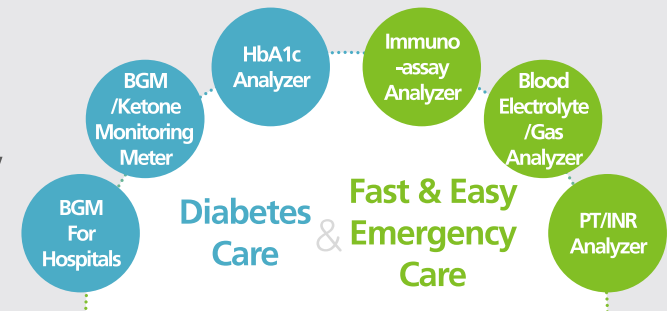 HbA1c
Analyzer
Immuno
-assay
Analyzer
BGM
/Ketone
Monitoring
Meter
Blood
Electrolyte
/Gas
Analyzer
BGM
For
Hospitals
Diabetes
Care
&
Fast & Easy
Emergency
Care
PT/INR
Analyzer